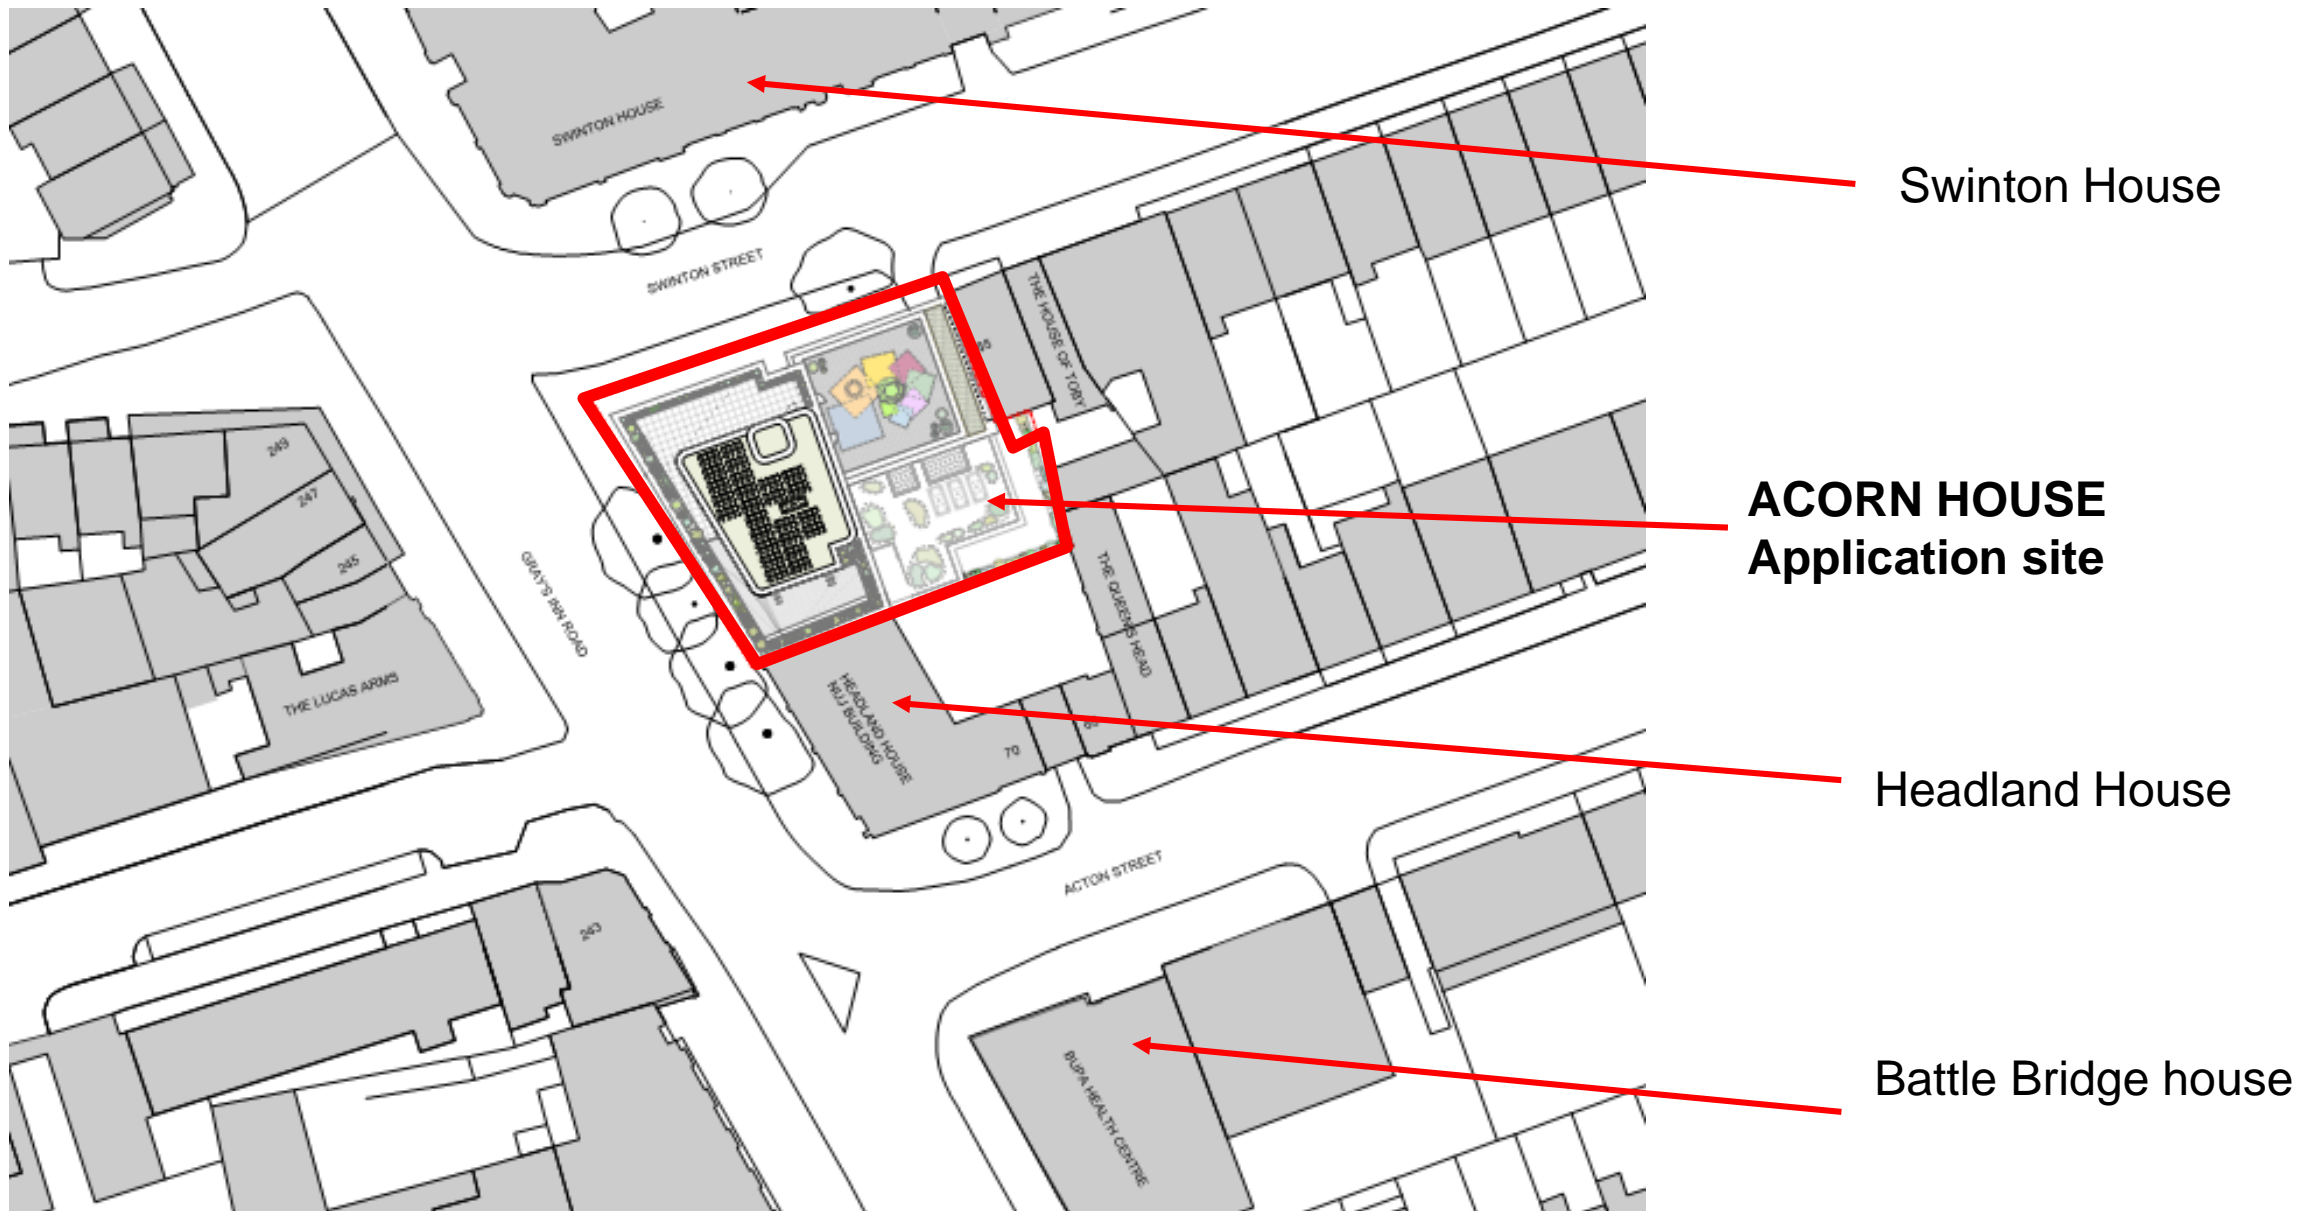 SWINTON HOUSE
Swinton House
SWINTON STREET
THE HOUSE OF TOBY
249
247
245
GRAY'S INN ROAD
ACORN HOUSE
Application site
THE QUEENS HEAD
THE LUCAS ARMS
HEADLAND HOUSE
NUJ BUILDING
70
Headland House
ACTON STREET
243
BUPA HEALTH CENTRE
Battle Bridge house